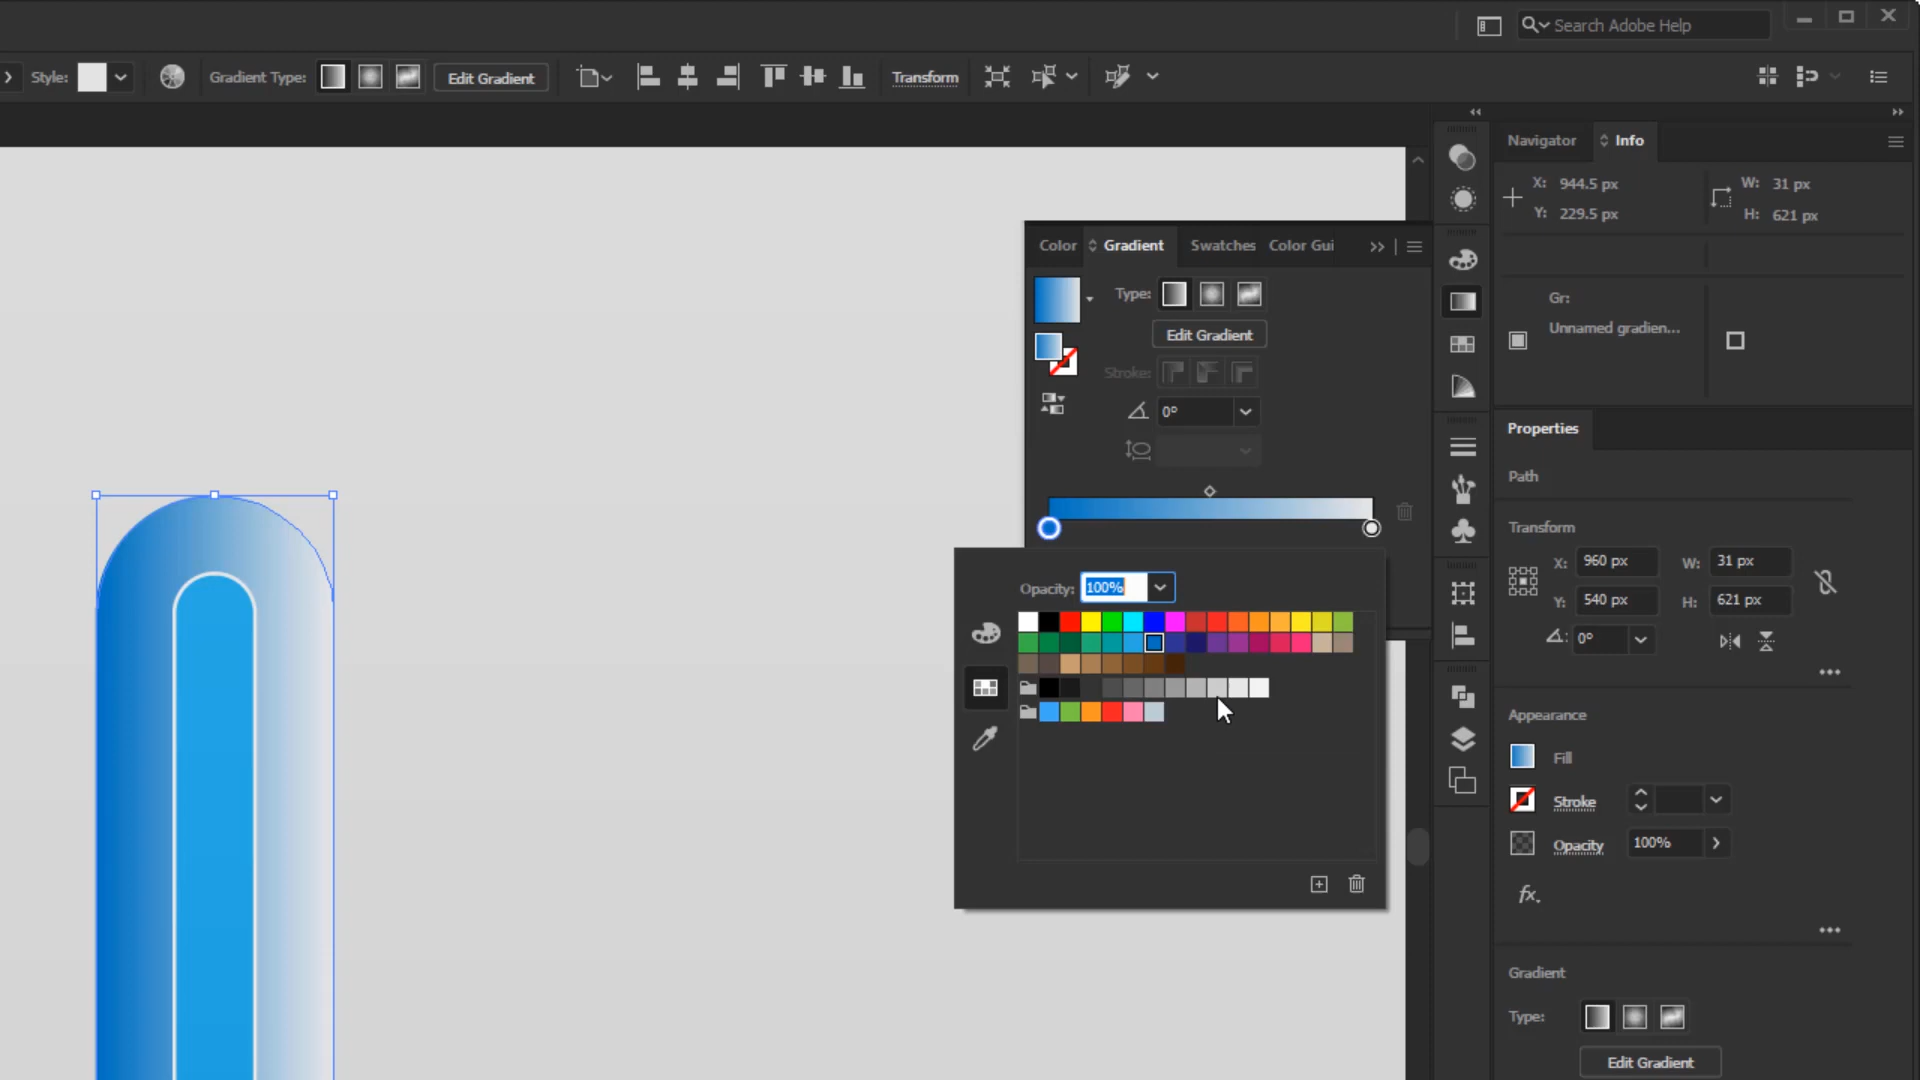 Search Adobe Help
Style:
Gradient Type:
Edit Gradient
Transform
Navigator
Info
X: 944.5 px
Y: 229.5 px
W: 31 px
H: 621 px
Gr:
Unnamed gradien...
Color
Gradient
Swatches
Color Gui
Type:
Edit Gradient
Stroke:
0°
Opacity: 100%
Properties
Path
Transform
X: 960 px
W: 31 px
Y: 540 px
H: 621 px
0°
Appearance
Fill
Stroke
Opacity
100%
fx.
Gradient
Type:
Edit Gradient